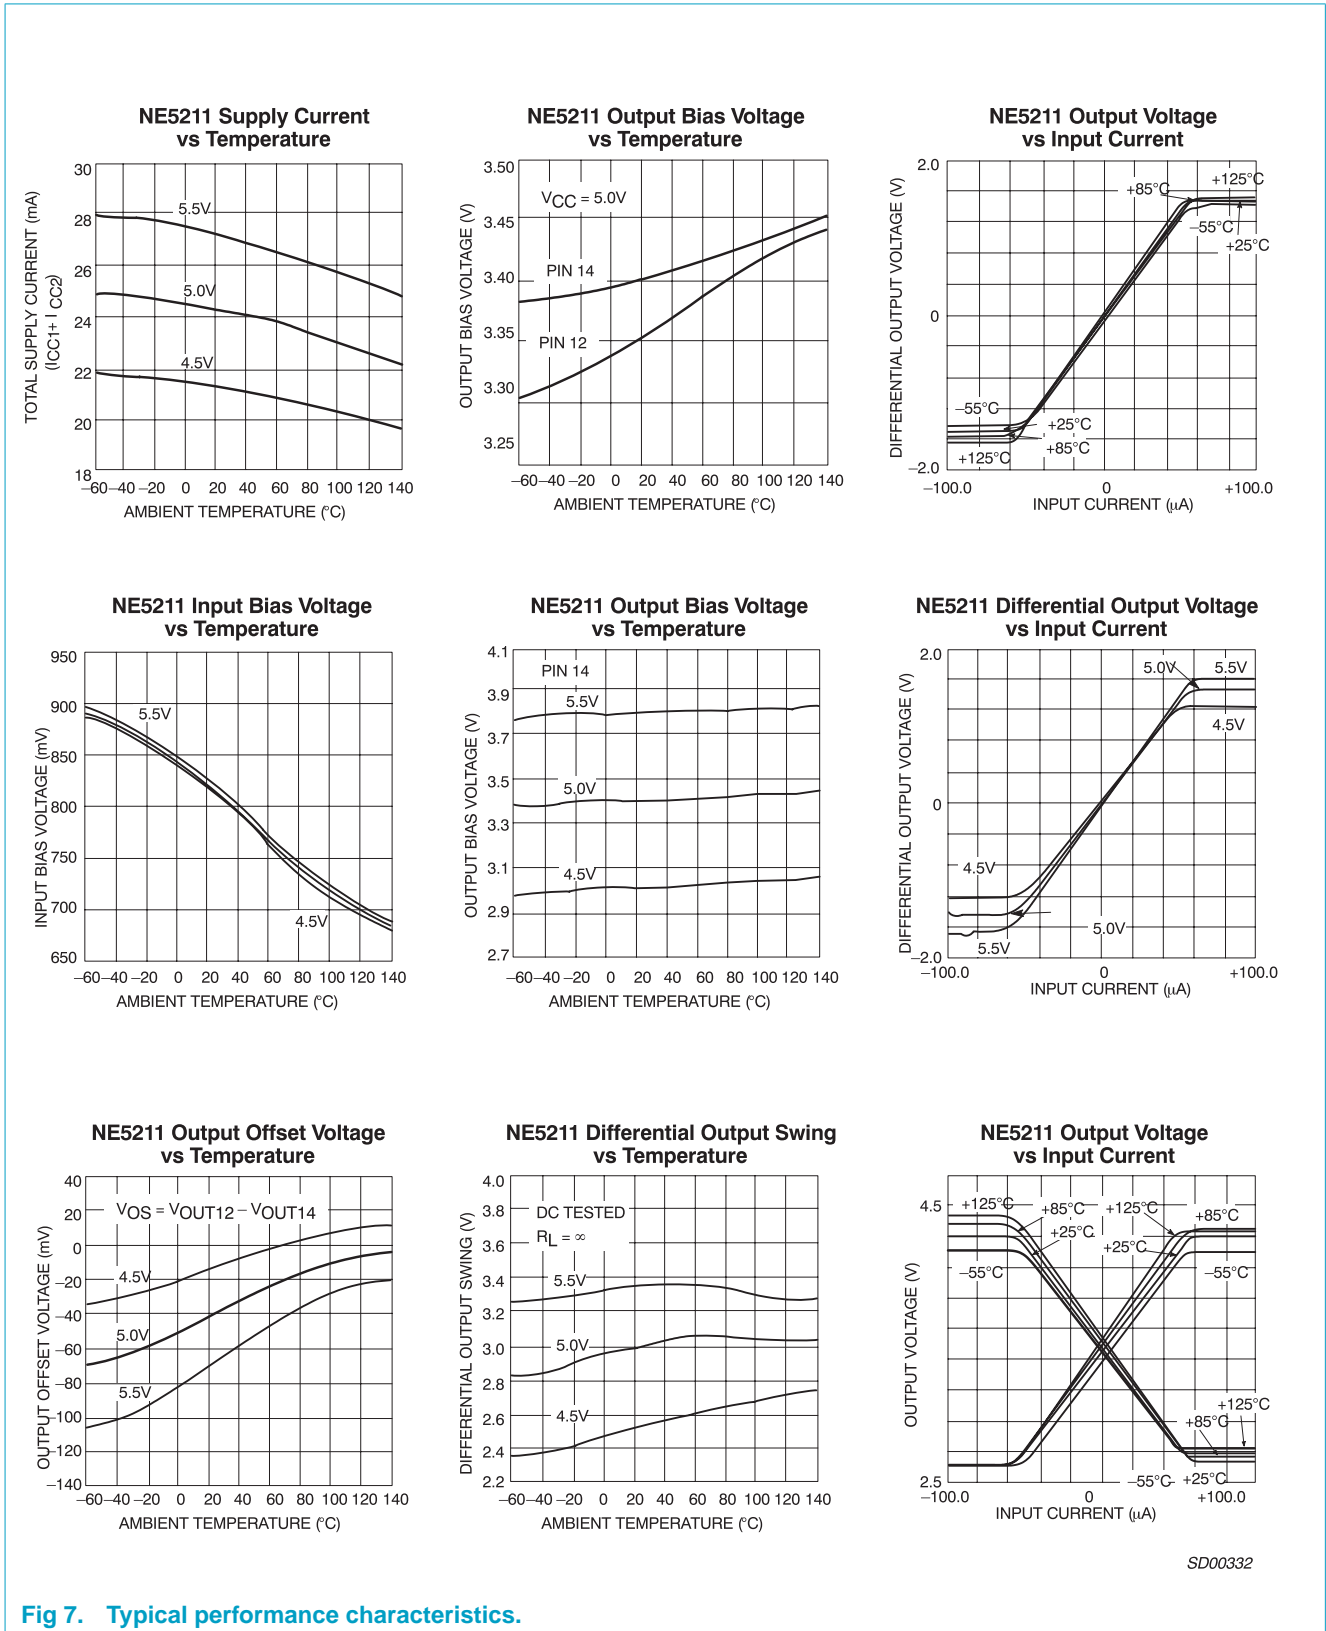 NE5211 Supply Current
vs Temperature
30
28
26
24
22
20
18
5.5V
5.0V
4.5V
TOTAL SUPPLY CURRENT (mA)
(ICC1+ I CC2)
–60–40 –20 0 20 40 60 80 100 120 140
AMBIENT TEMPERATURE (°C)
NE5211 Output Bias Voltage
vs Temperature
3.50
3.45
3.40
3.35
3.30
3.25
VCC = 5.0V
PIN 14
PIN 12
OUTPUT BIAS VOLTAGE (V)
–60–40 –20 0 20 40 60 80 100 120 140
AMBIENT TEMPERATURE (°C)
NE5211 Output Voltage
vs Input Current
2.0
0
–2.0
+125°C
+85°C
–55°C
+25°C
–55°C
+25°C
+85°C
+125°C
DIFFERENTIAL OUTPUT VOLTAGE (V)
–100.0 0 +100.0
INPUT CURRENT (µA)
NE5211 Input Bias Voltage
vs Temperature
950
900
850
800
750
700
650
5.5V
4.5V
INPUT BIAS VOLTAGE (mV)
–60–40 –20 0 20 40 60 80 100 120 140
AMBIENT TEMPERATURE (°C)
NE5211 Output Bias Voltage
vs Temperature
4.1
3.9
3.7
3.5
3.3
3.1
2.9
2.7
PIN 14
5.5V
5.0V
4.5V
OUTPUT BIAS VOLTAGE (V)
–60–40 –20 0 20 40 60 80 100 120 140
AMBIENT TEMPERATURE (°C)
NE5211 Differential Output Voltage
vs Input Current
2.0
0
–2.0
5.0V
5.5V
4.5V
4.5V
5.0V
5.5V
DIFFERENTIAL OUTPUT VOLTAGE (V)
–100.0 0 +100.0
INPUT CURRENT (µA)
NE5211 Output Offset Voltage
vs Temperature
40
20
0
–20
–40
–60
–80
–100
–120
–140
VOS = VOUT12 – VOUT14
4.5V
5.0V
5.5V
OUTPUT OFFSET VOLTAGE (mV)
–60–40 –20 0 20 40 60 80 100 120 140
AMBIENT TEMPERATURE (°C)
NE5211 Differential Output Swing
vs Temperature
4.0
3.8
3.6
3.4
3.2
3.0
2.8
2.6
2.4
2.2
DC TESTED
RL = ∞
5.5V
5.0V
4.5V
DIFFERENTIAL OUTPUT SWING (V)
–60–40 –20 0 20 40 60 80 100 120 140
AMBIENT TEMPERATURE (°C)
NE5211 Output Voltage
vs Input Current
4.5
2.5
+125°C
+85°C
+25°C
–55°C
+125°C
+85°C
+25°C
–55°C
+125°C
+85°C
–55°C
+25°C
OUTPUT VOLTAGE (V)
–100.0 0 +100.0
INPUT CURRENT (µA)
SD00332
Fig 7. Typical performance characteristics.